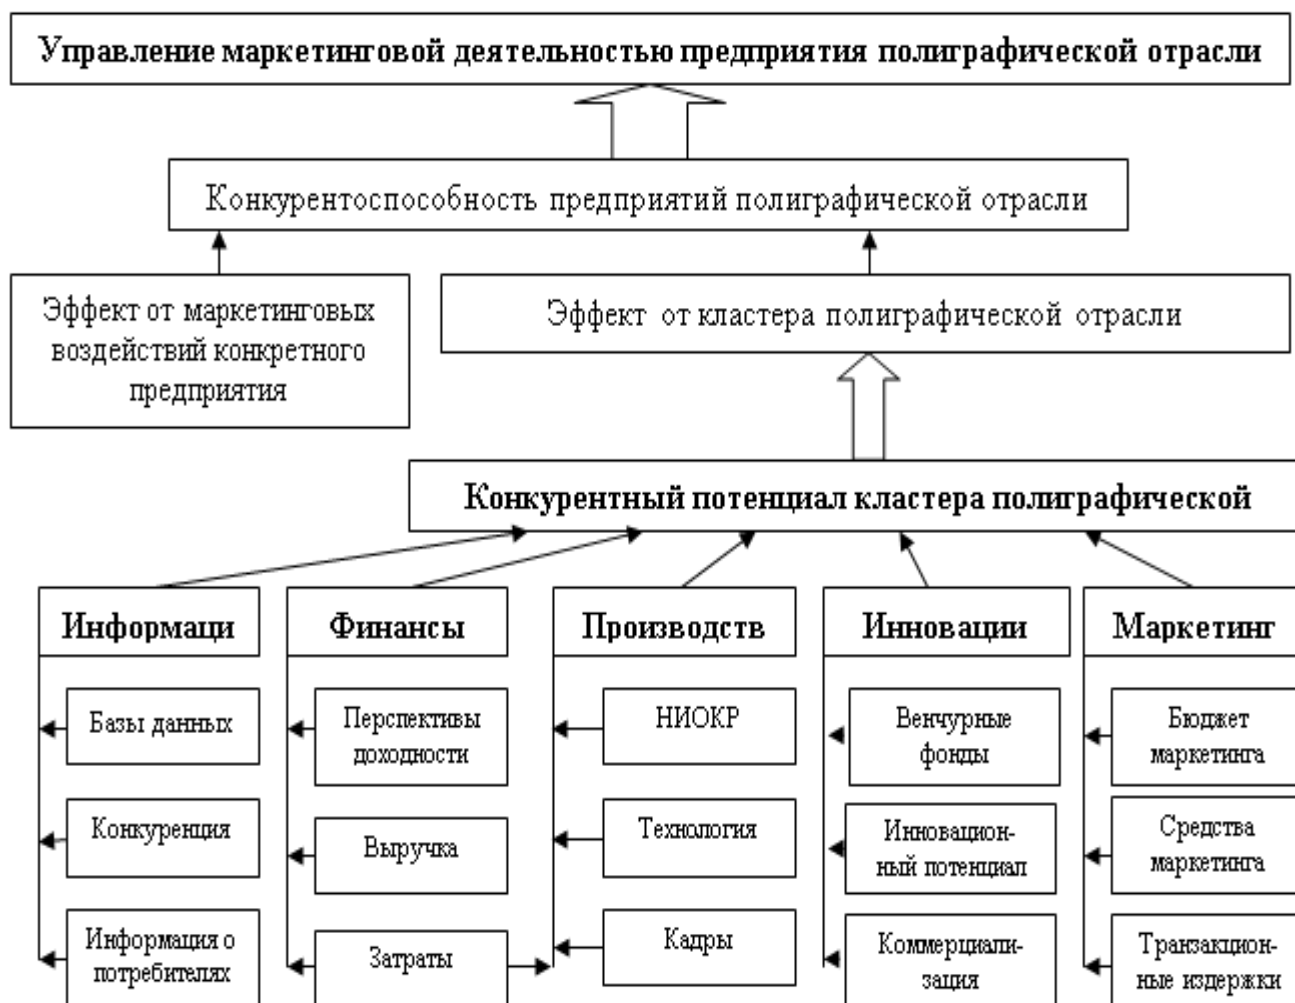 Управление маркетинговой деятельностью предприятия полиграфической отрасли
Конкурентоспособность предприятий полиграфической отрасли
Эффект от маркетинговых
воздействий конкретного
предприятия
Эффект от кластера полиграфической отрасли
Конкурентный потенциал кластера полиграфической
Информаци
Базы данных
Конкуренция
Информация о
потребителях
Финансы
Перспективы
доходности
Выручка
Затраты
Производств
НИОКР
Технология
Кадры
Инновации
Венчурные
фонды
Инновацион-
ный потенциал
Коммерциали-
зация
Маркетинг
Бюджет
маркетинга
Средства
маркетинга
Транзакцион-
ные издержки